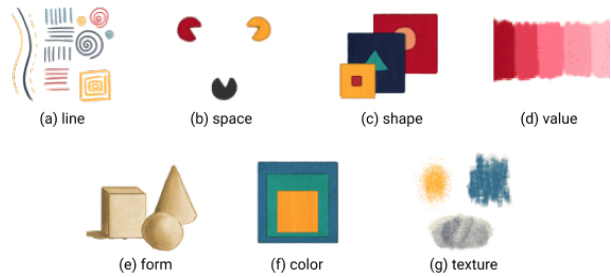 (a) line
(b) space
(c) shape
(d) value
(e) form
(f) color
(g) texture